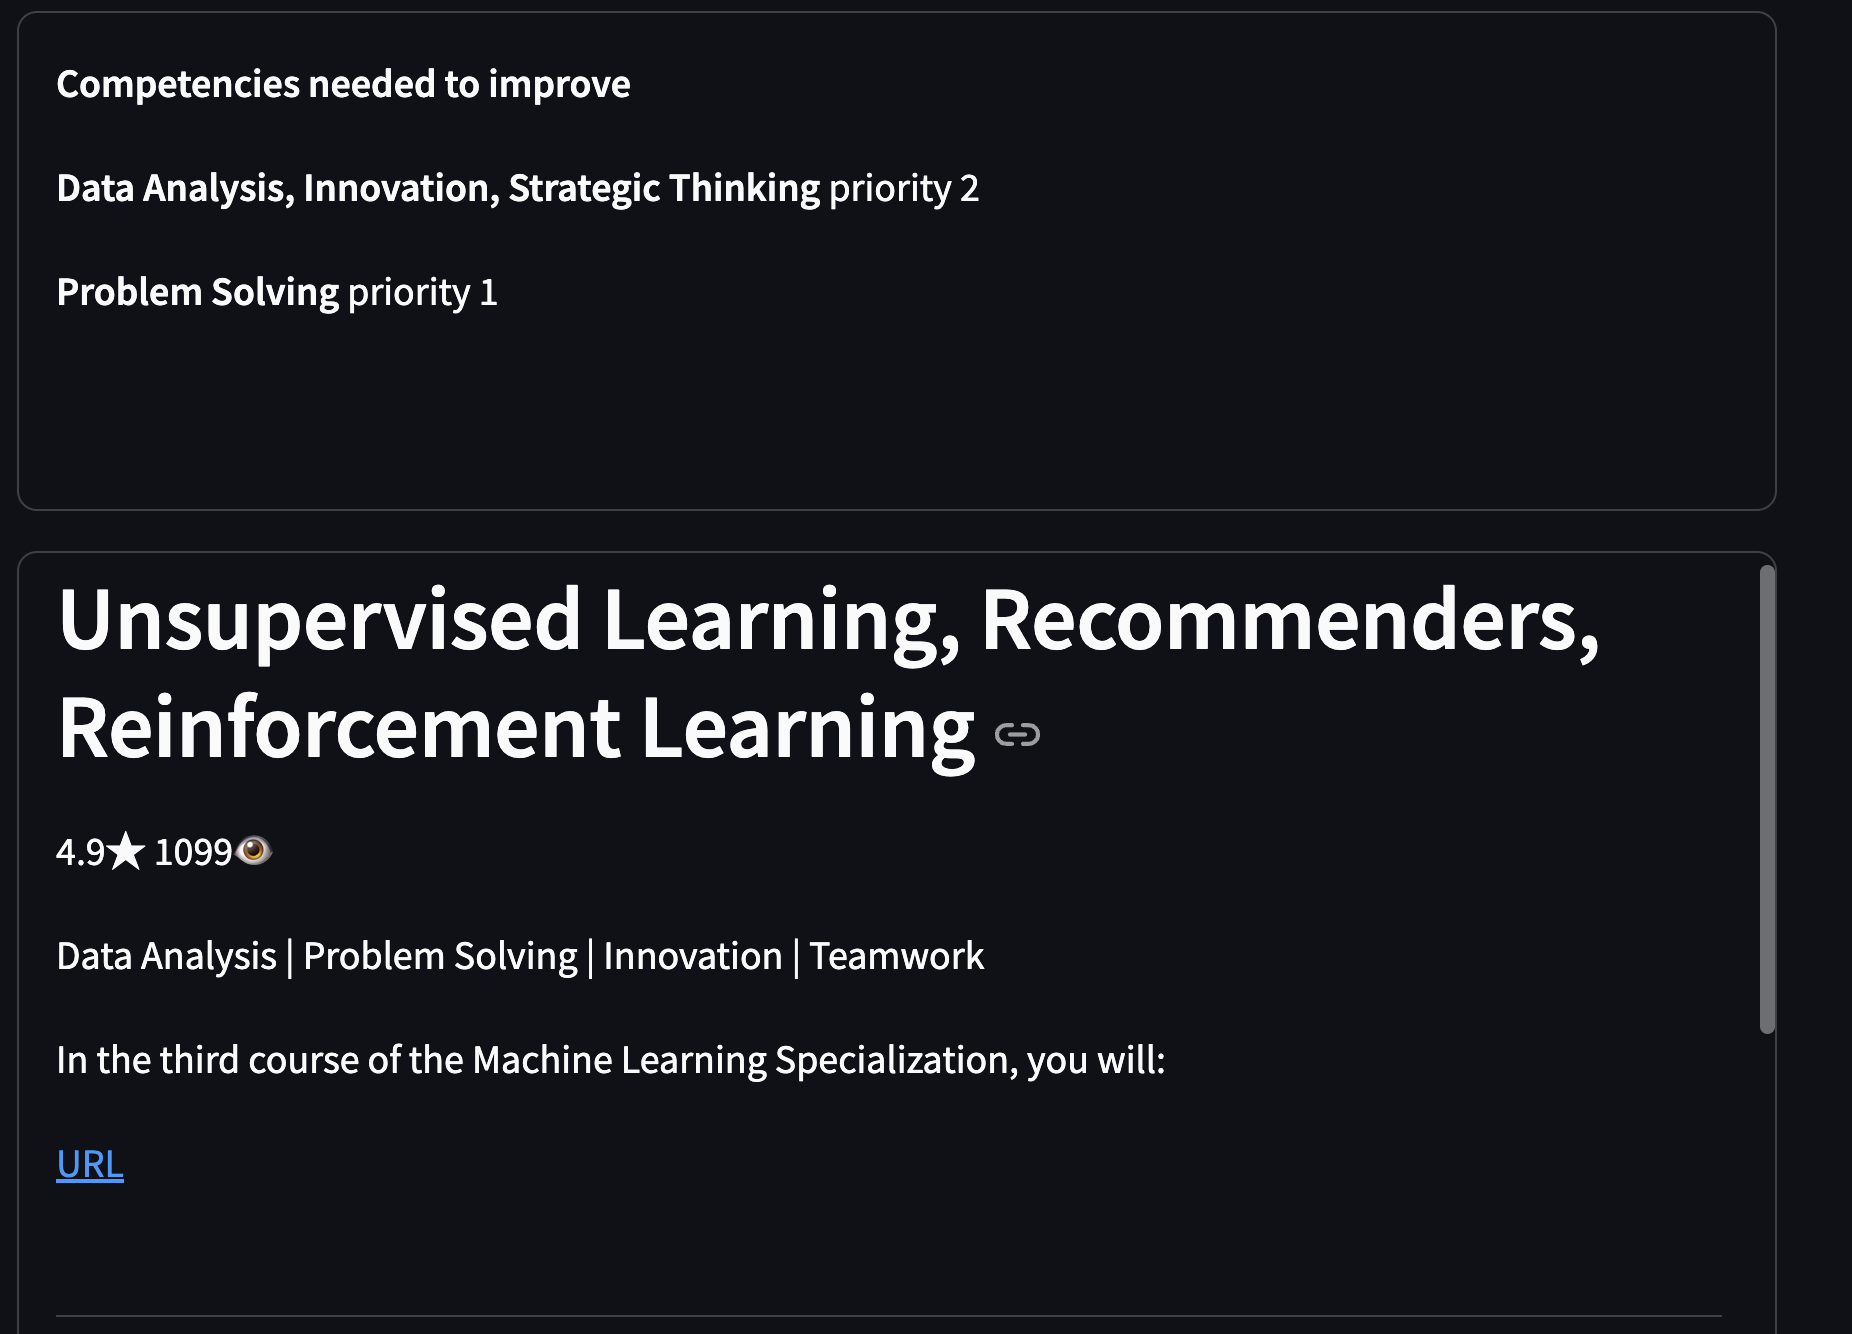 Competencies needed to improve
Data Analysis, Innovation, Strategic Thinking priority 2
Problem Solving priority 1
Unsupervised Learning, Recommenders,
Reinforcement Learning
4.9★ 1099👁️
Data Analysis | Problem Solving | Innovation | Teamwork
In the third course of the Machine Learning Specialization, you will:
URL